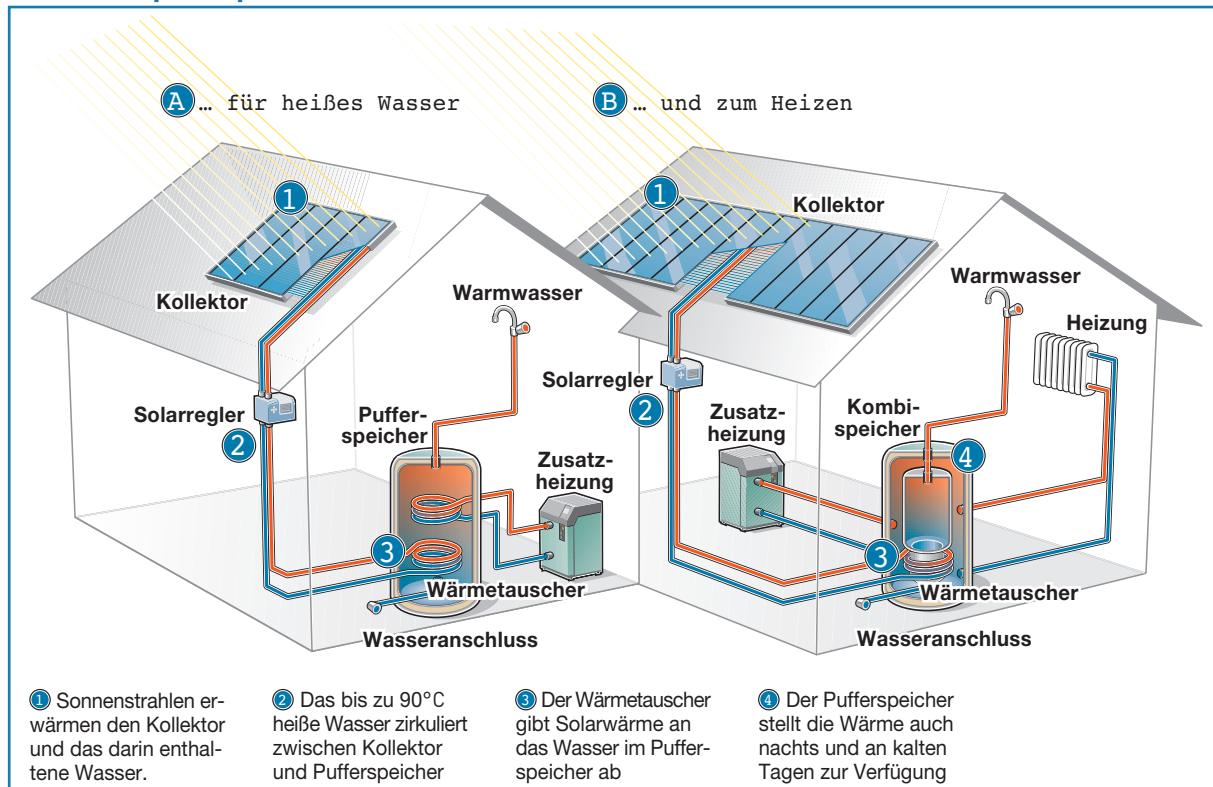 A … für heißes Wasser
B … und zum Heizen
1
Kollektor
Warmwasser
Solarregler
2
Puffer-
speicher
Zusatz-
heizung
3
Wärmetauscher
Wasseranschluss
1
Kollektor
Warmwasser
Heizung
Solarregler
2
Zusatz-
heizung
Kombi-
speicher
4
3
Wärmetauscher
Wasseranschluss
1 Sonnenstrahlen er-
wärmen den Kollektor
und das darin enthal-
tene Wasser.
2 Das bis zu 90°C
heiße Wasser zirkuliert
zwischen Kollektor
und Pufferspeicher
3 Der Wärmetauscher
gibt Solarwärme an
das Wasser im Puffer-
speicher ab
4 Der Pufferspeicher
stellt die Wärme auch
nachts und an kalten
Tagen zur Verfügung